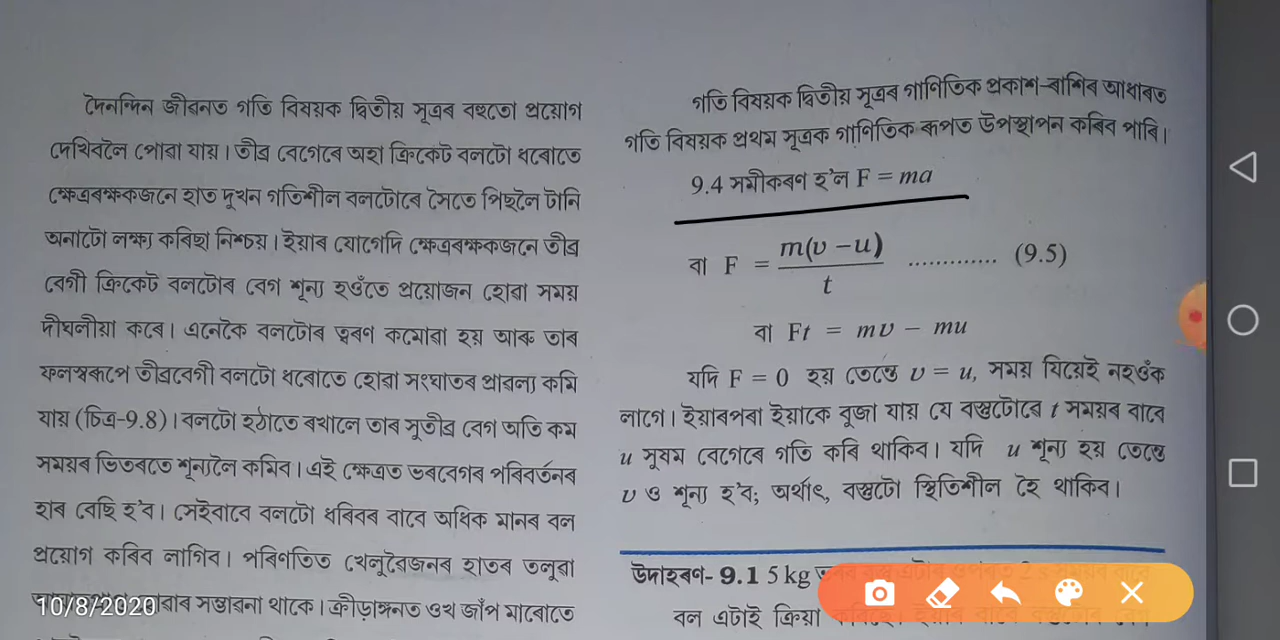 দৈনন্দিন জীৱনত গতি বিষয়ক দ্বিতীয় সূত্ৰৰ বহুতো প্ৰয়োগ
দেখিবলৈ পোৱা যায়। তীব্ৰ বেগেৰে অহা ক্ৰিকেট বলটো ধৰোতে
ক্ষেত্ৰৰক্ষকজনে হাত দুখন গতিশীল বলটোৰে সৈতে পিছলৈ টানি
অনাটো লক্ষ্য কৰিছা নিশ্চয়। ইয়াৰ যোগেদি ক্ষেত্ৰৰক্ষকজনে তীব্ৰ
বেগী ক্ৰিকেট বলটোৰ বেগ শূন্য হওঁতে প্ৰয়োজন হোৱা সময়
দীঘলীয়া কৰে। এনেকৈ বলটোৰ ত্বৰণ কমোৱা হয় আৰু তাৰ
ফলস্বৰূপে তীব্ৰবেগী বলটো ধৰোতে হোৱা সংঘাতৰ প্ৰাবল্য কমি
যায় (চিত্ৰ-9.8)। বলটো হঠাতে ৰখালে তাৰ সুতীব্ৰ বেগ অতি কম
সময়ৰ ভিতৰতে শূন্যলৈ কমিব। এই ক্ষেত্ৰত ভৰবেগৰ পৰিবৰ্তনৰ
হাৰ বেছি হ'ব। সেইবাবে বলটো ধৰিবৰ বাবে অধিক মানৰ বল
প্ৰয়োগ কৰিব লাগিব। পৰিণতিত খেলুৱৈজনৰ হাতৰ তলুৱা
সম্ভাৱনা থাকে। ক্ৰীড়াঙ্গনত ওখ জাঁপ মাৰোতে
10/8/2020
গতি বিষয়ক দ্বিতীয় সূত্ৰৰ গাণিতিক প্ৰকাশ-ৰাশিৰ আধাৰত
গতি বিষয়ক প্ৰথম সূত্ৰক গাণিতিক ৰূপত উপস্থাপন কৰিব পাৰি।
9.4 সমীকৰণ হ'ল F = ma
বা F = m(υ – u) / t ............. (9.5)
বা Ft = mυ – mu
যদি F = 0 হয় তেন্তে υ = u, সময় যিয়েই নহওঁক
লাগে। ইয়াৰপৰা ইয়াকে বুজা যায় যে বস্তুটোৱে t সময়ৰ বাবে
u সুষম বেগেৰে গতি কৰি থাকিব। যদি u শূন্য হয় তেন্তে
υ ও শূন্য হ'ব; অৰ্থাৎ, বস্তুটো স্থিতিশীল হৈ থাকিব।
উদাহৰণ- 9.1 5 kg
বল এটাই ক্ৰিয়া